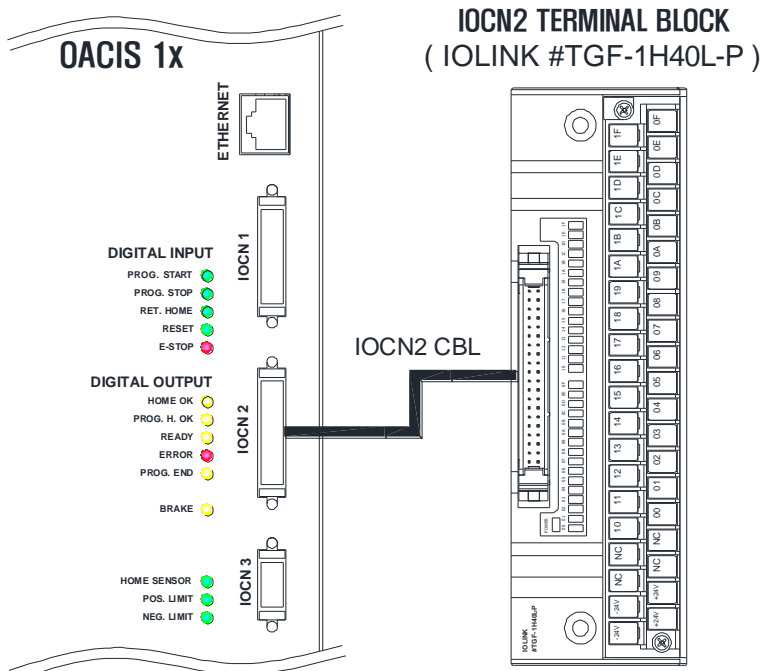 IOCN2 TERMINAL BLOCK
( IOLINK #TGF-1H40L-P )
OACIS 1x
ETHERNET
IOCN 1
DIGITAL INPUT
PROG. START
PROG. STOP
RET. HOME
RESET
E-STOP
IOCN2 CBL
DIGITAL OUTPUT
HOME OK
PROG. H. OK
READY
ERROR
PROG. END
BRAKE
IOCN 2
HOME SENSOR
POS. LIMIT
NEG. LIMIT
IOCN 3
1F
1E
1D
1C
1B
1A
19
18
17
16
15
14
13
12
11
10
NC
NC
-24V
-24V
0F
0E
0D
0C
0B
0A
09
08
07
06
05
04
03
02
01
00
NC
NC
+24V
+24V
POWER
IOLINK
#TGF-1H40L-P